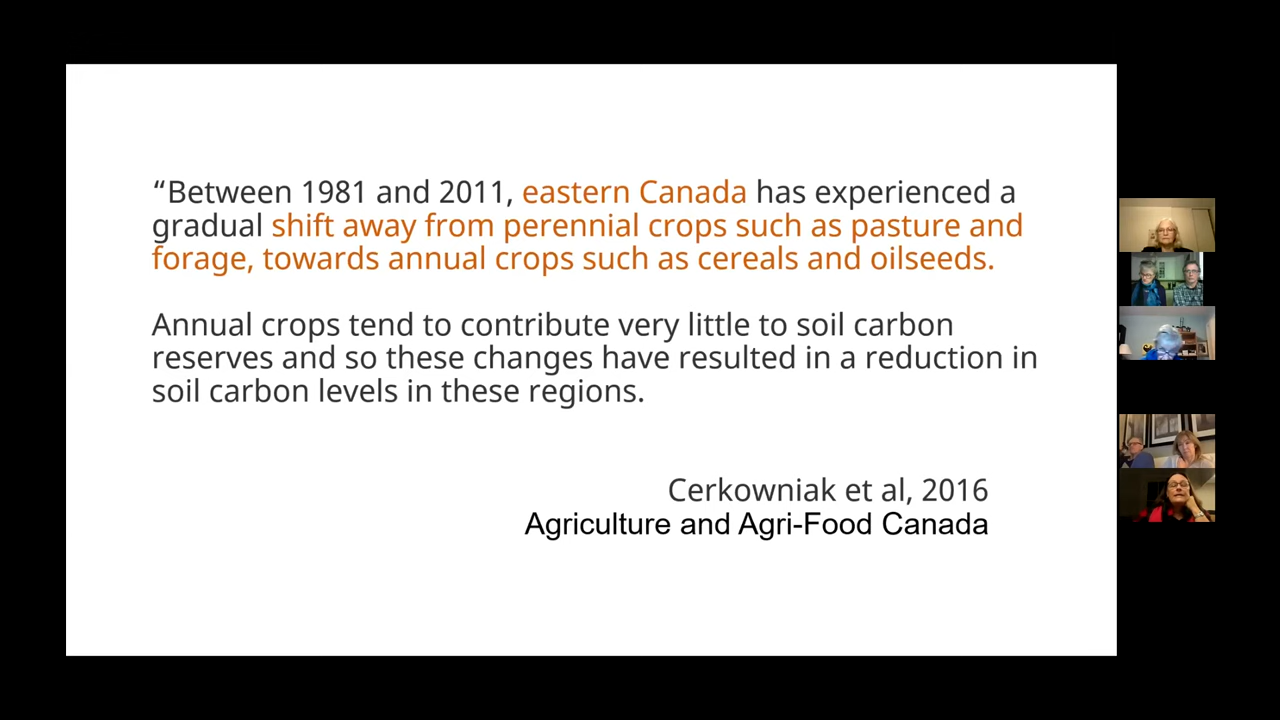 “Between 1981 and 2011, eastern Canada has experienced a
gradual shift away from perennial crops such as pasture and
forage, towards annual crops such as cereals and oilseeds.
Annual crops tend to contribute very little to soil carbon
reserves and so these changes have resulted in a reduction in
soil carbon levels in these regions.
Cerkowniak et al, 2016
Agriculture and Agri-Food Canada